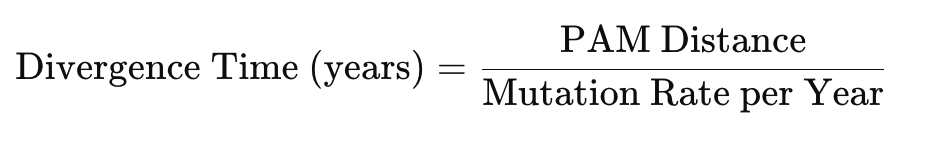 Divergence Time (years) = PAM Distance / Mutation Rate per Year